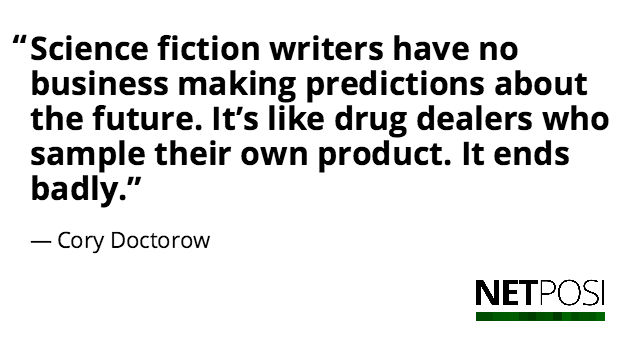 “Science fiction writers have no
business making predictions about
the future. It’s like drug dealers who
sample their own product. It ends
badly.”
— Cory Doctorow
NETPOSI